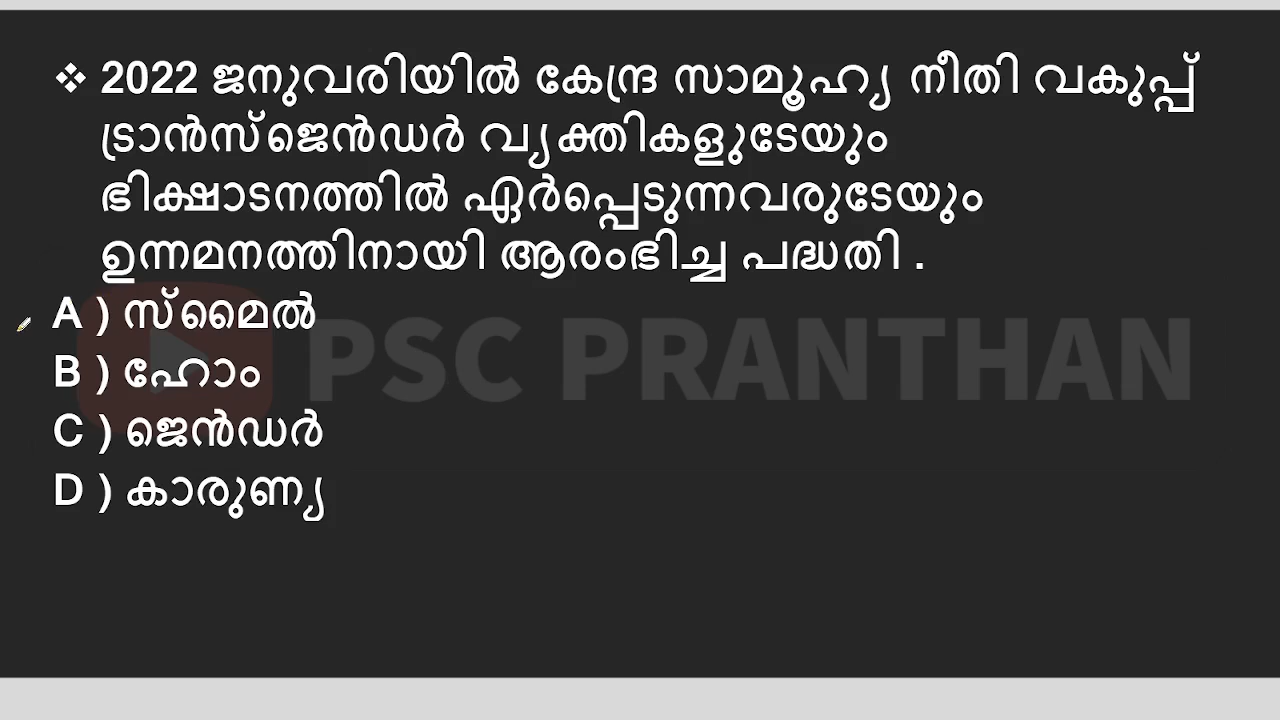 ❖ 2022 ജനുവരിയിൽ കേന്ദ്ര സാമൂഹ്യ നീതി വകുപ്പ്
ട്രാൻസ്ജെൻഡർ വ്യക്തികളുടേയും
ഭിക്ഷാടനത്തിൽ ഏർപ്പെടുന്നവരുടേയും
ഉന്നമനത്തിനായി ആരംഭിച്ച പദ്ധതി .
A ) സ്മൈൽ
B ) ഹോം
C ) ജെൻഡർ
D ) കാരുണ്യ
PSC PRANTHAN